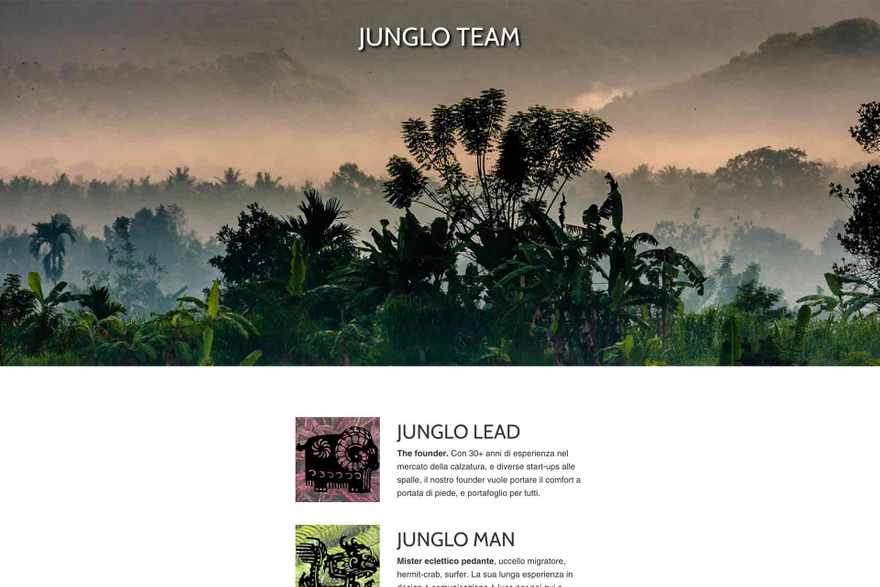 JUNGLO TEAM
JUNGLO LEAD
The founder. Con 30+ anni di esperienza nel
mercato della calzatura, e diverse start-ups alle
spalle, il nostro founder vuole portare il comfort a
portata di piede, e portafoglio per tutti.
JUNGLO MAN
Mister eclettico pedante, uccello migratore,
hermit-crab, surfer. La sua lunga esperienza in